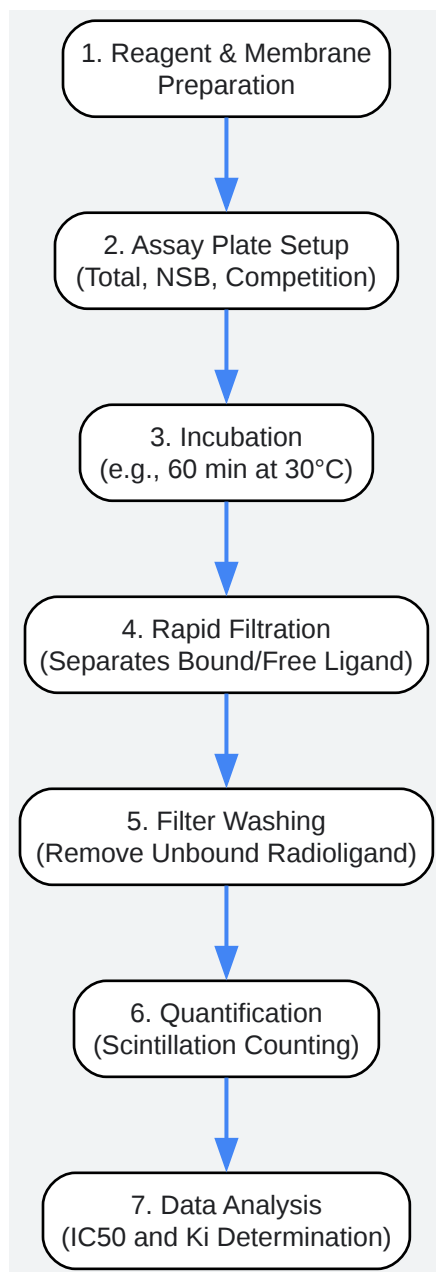 1. Reagent & Membrane
Preparation
2. Assay Plate Setup
(Total, NSB, Competition)
3. Incubation
(e.g., 60 min at 30°C)
4. Rapid Filtration
(Separates Bound/Free Ligand)
5. Filter Washing
(Remove Unbound Radioligand)
6. Quantification
(Scintillation Counting)
7. Data Analysis
(IC50 and Ki Determination)